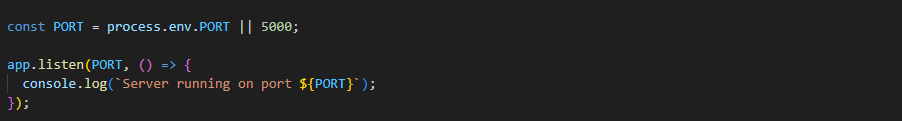 const PORT = process.env.PORT || 5000;
app.listen(PORT, () => {
  console.log(`Server running on port ${PORT}`);
});